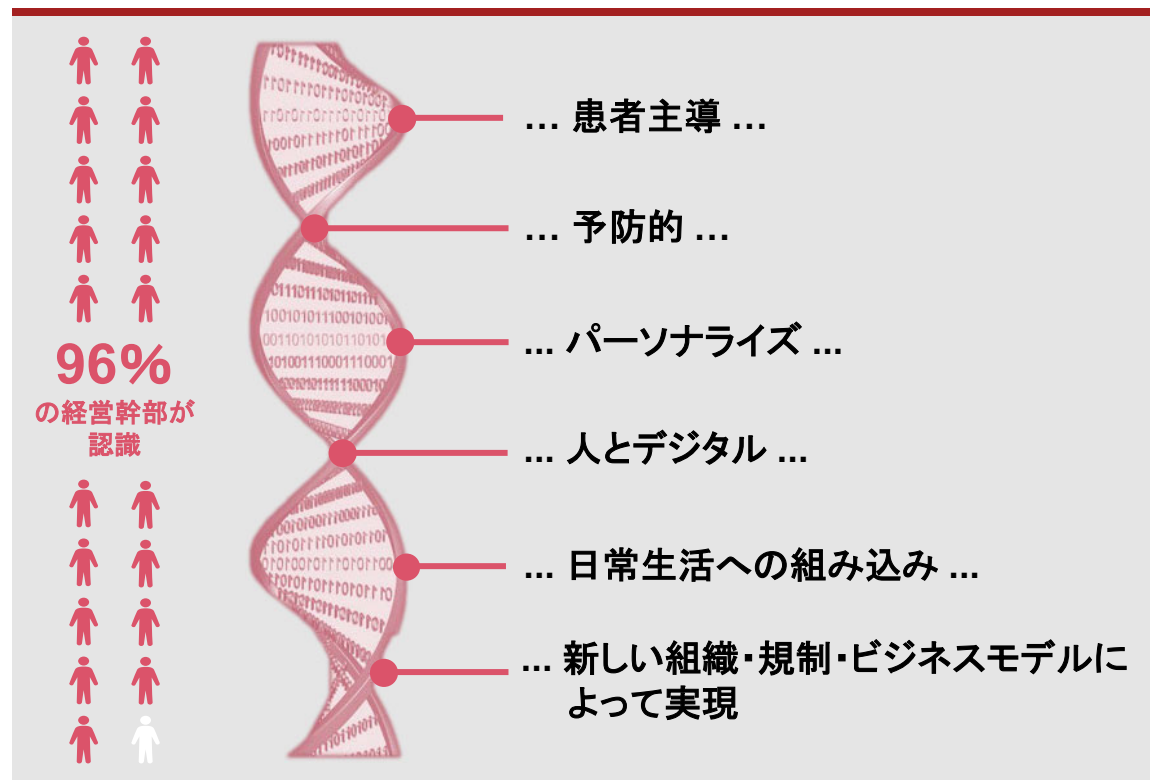 96%
の経営幹部が
認識
... 患者主導 ...
... 予防的 ...
... パーソナライズ ...
... 人とデジタル ...
... 日常生活への組み込み ...
... 新しい組織・規制・ビジネスモデルに
よって実現